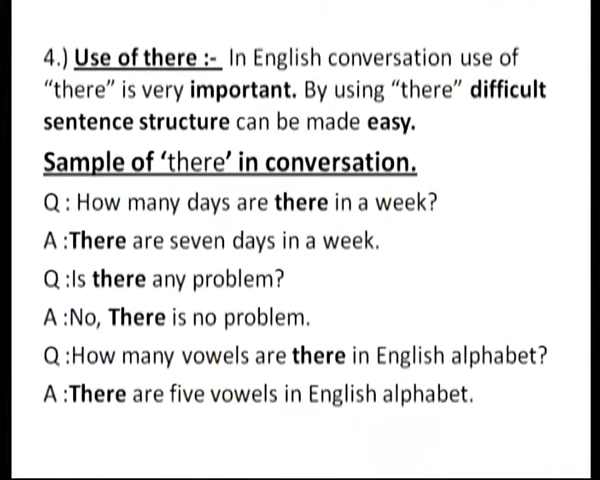 4.) Use of there :- In English conversation use of
“there” is very important. By using “there” difficult
sentence structure can be made easy.
Sample of ‘there’ in conversation.
Q : How many days are there in a week?
A :There are seven days in a week.
Q :Is there any problem?
A :No, There is no problem.
Q :How many vowels are there in English alphabet?
A :There are five vowels in English alphabet.